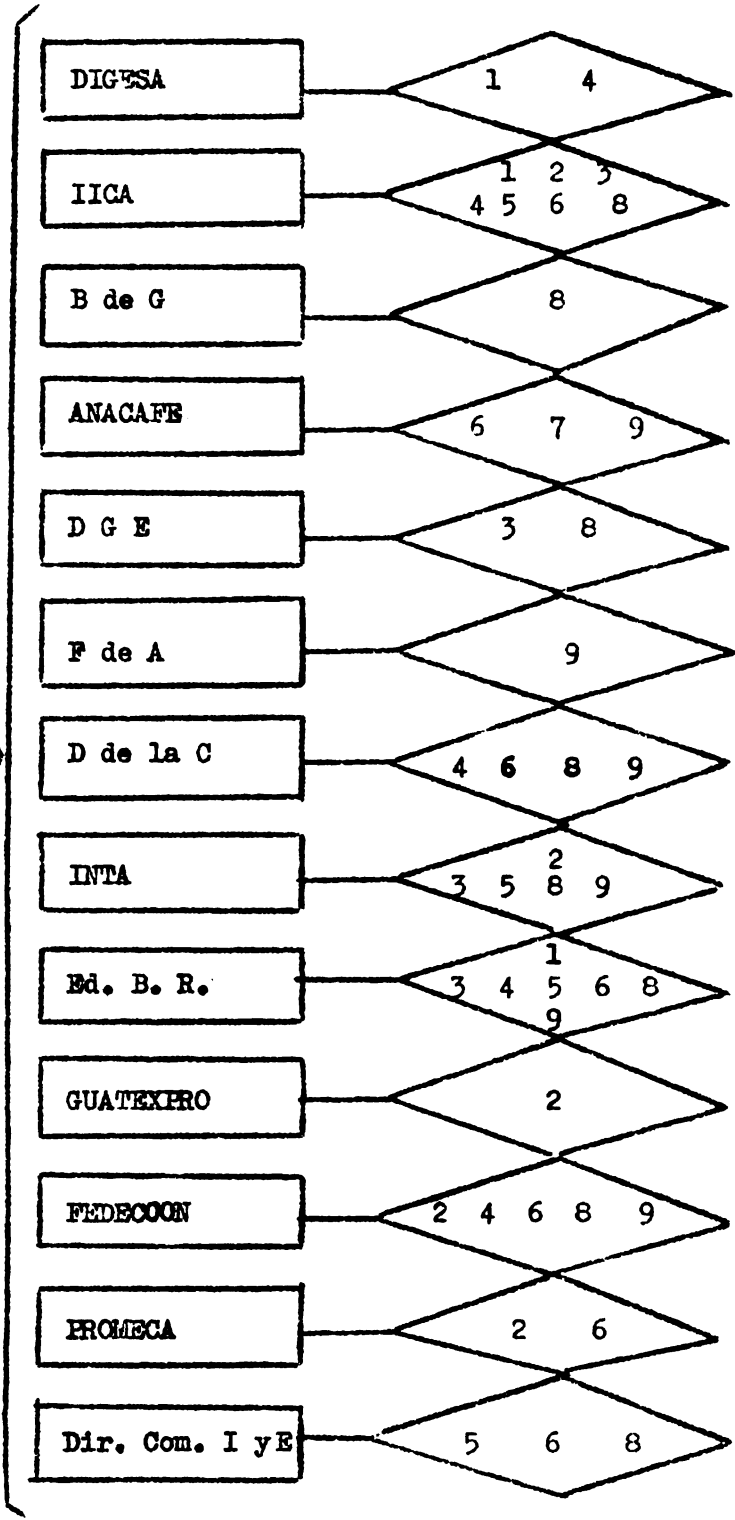 DIGESA
1 4
IICA
1 2 3
4 5 6 8
B de G
8
ANACAFE
6 7 9
D G E
3 8
F de A
9
D de la C
4 6 8 9
INTA
2
3 5 8 9
Ed. B. R.
1
3 4 5 6 8
9
GUATEXPRO
2
FEDECOON
2 4 6 8 9
PROMECA
2 6
Dir. Com. I yE
5 6 8